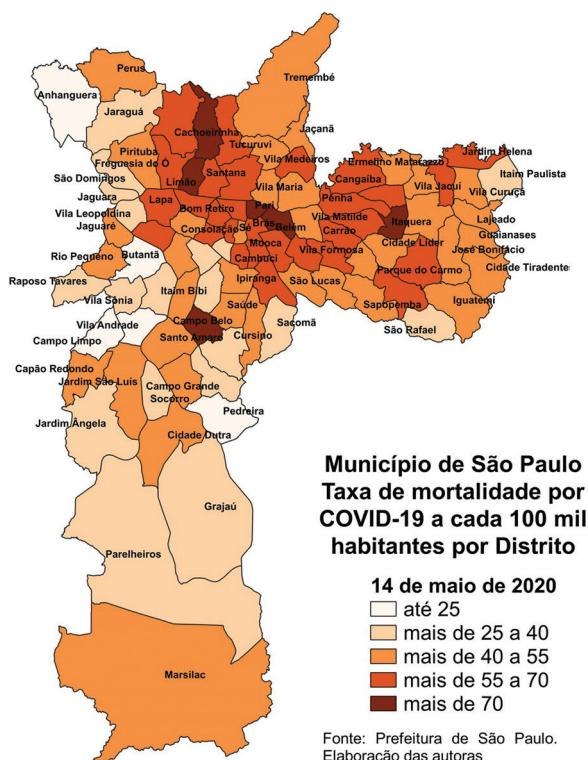 Perus
Tremembé
Anhanguera
Jaraguá
Cachoeirinha
Jaçanã
Tucuruvi
Pirituba
Freguesia do Ó
Vila Medeiros
Ermelino Matarazzo
Jardim Helena
São Domingos
Limão
Santana
Cangaíba
Itaim Paulista
Jaguara
Vila Maria
Vila Jacuí
Vila Curuçá
Lapa
Pari
Penha
Vila Leopoldina
Bom Retiro
Vila Matilde
Itaquera
Lajeado
Jaguaré
Consolação
Sé
Brás
Belém
Carrão
Guaianases
Rio Pequeno
Butantã
Mooca
Vila Formosa
Cidade Líder
José Bonifácio
Cambuci
Parque do Carmo
Cidade Tiradente
Raposo Tavares
Itaim Bibi
Ipiranga
São Lucas
Vila Sônia
Saúde
Sapopemba
Iguatemi
Vila Andrade
Campo Belo
Sacomã
São Rafael
Campo Limpo
Santo Amaro
Cursino
Capão Redondo
Jardim São Luís
Campo Grande
Socorro
Pedreira
Jardim Ângela
Cidade Dutra
Grajaú
Parelheiros
Marsilac
Município de São Paulo
Taxa de mortalidade por
COVID-19 a cada 100 mil
habitantes por Distrito
14 de maio de 2020
até 25
mais de 25 a 40
mais de 40 a 55
mais de 55 a 70
mais de 70
Fonte: Prefeitura de São Paulo.
Elaboração das autoras